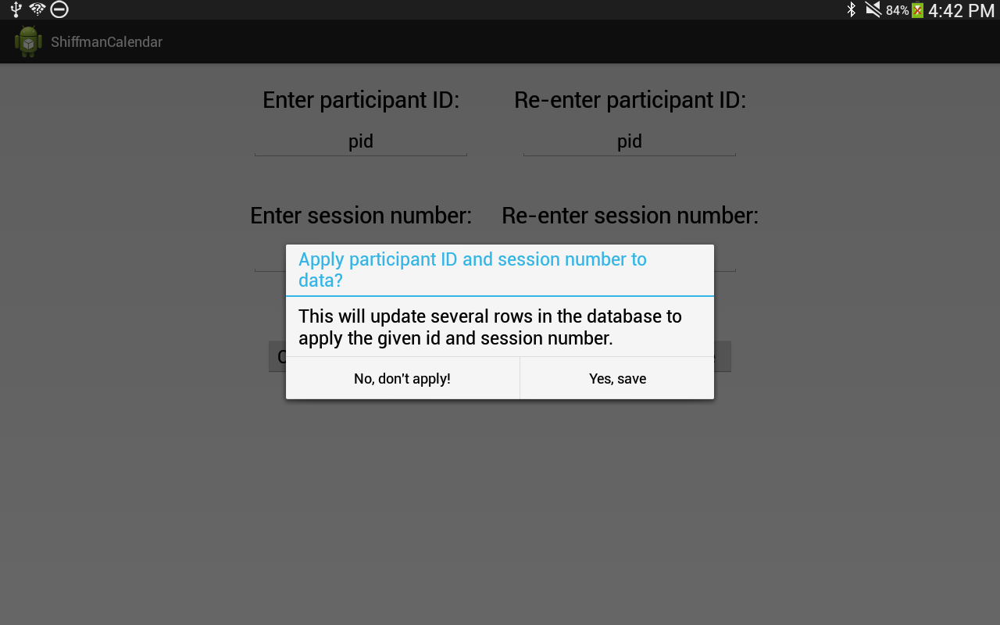 84% 4:42 PM
ShiffmanCalendar
Enter participant ID: Re-enter participant ID:
pid pid
Enter session number: Re-enter session number:
Apply participant ID and session number to
data?
This will update several rows in the database to
apply the given id and session number.
No, don't apply! Yes, save